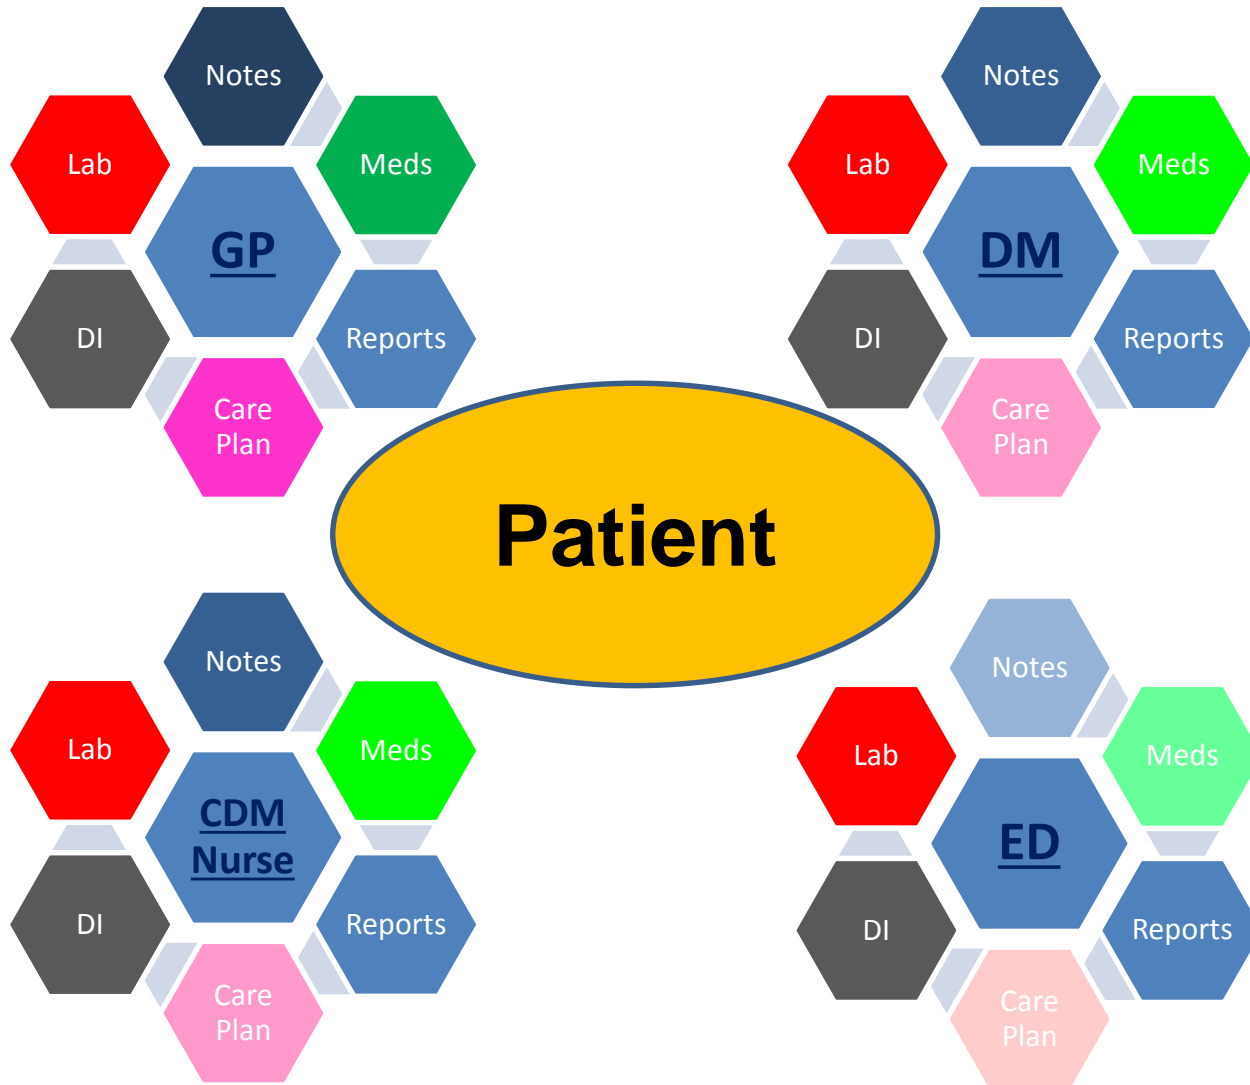 Notes
Lab
Meds
GP
DI
Reports
Care
Plan
Notes
Lab
Meds
DM
DI
Reports
Care
Plan
Patient
Notes
Lab
Meds
CDM
Nurse
DI
Reports
Care
Plan
Notes
Lab
Meds
ED
DI
Reports
Care
Plan